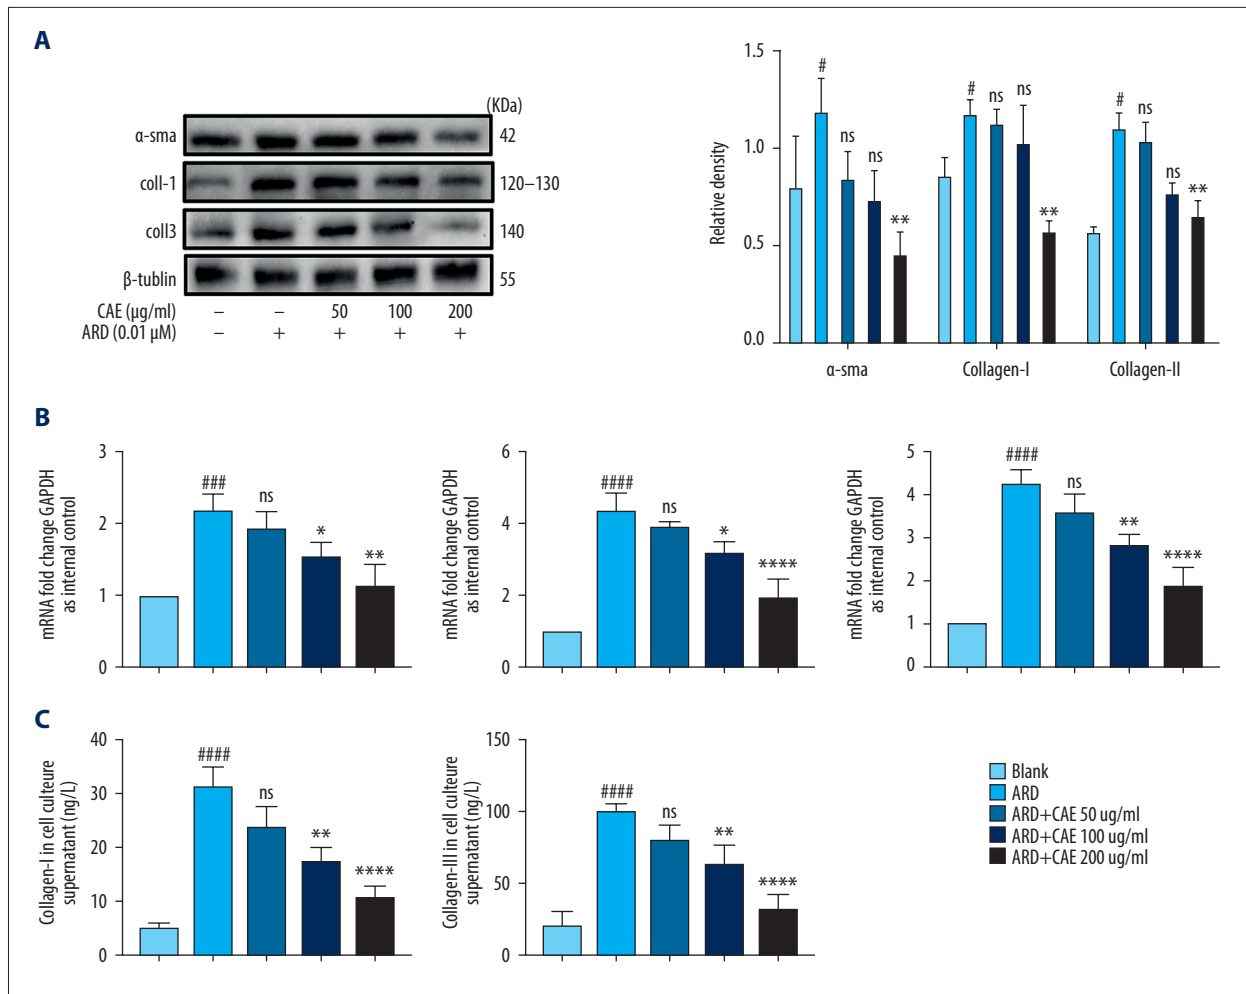 A
(KDa)
α-sma 42
coll-1 120–130
coll3 140
β-tublin 55
CAE (μg/ml) – – 50 100 200
ARD (0.01 μM) – + + + +
Relative density
1.5
1.0
0.5
0.0
# ns ns **
# ns ns **
# ns ns **
α-sma Collagen-I Collagen-II
B
mRNA fold change GAPDH
as internal control
3
2
1
0
### ns * **
mRNA fold change GAPDH
as internal control
6
4
2
0
#### ns * ****
mRNA fold change GAPDH
as internal control
5
4
3
2
1
0
#### ns ** ****
C
Collagen-I in cell cultueure
supernatant (ng/L)
40
30
20
10
0
#### ns ** ****
Collagen-III in cell culteure
supernatant (ng/L)
150
100
50
0
#### ns ** ****
Blank
ARD
ARD+CAE 50 ug/ml
ARD+CAE 100 ug/ml
ARD+CAE 200 ug/ml